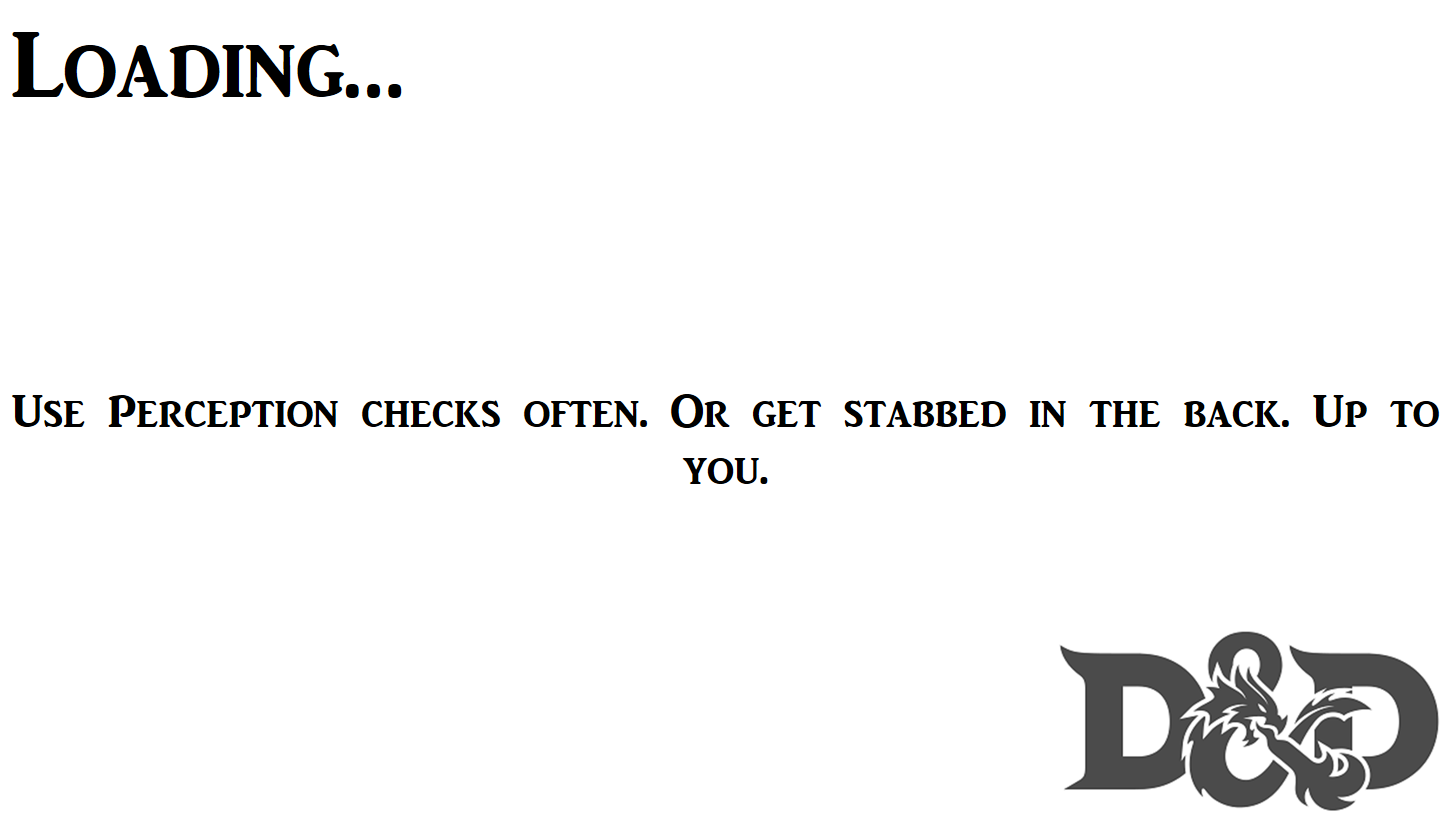 Loading...
Use Perception checks often. Or get stabbed in the back. Up to
you.
D&D